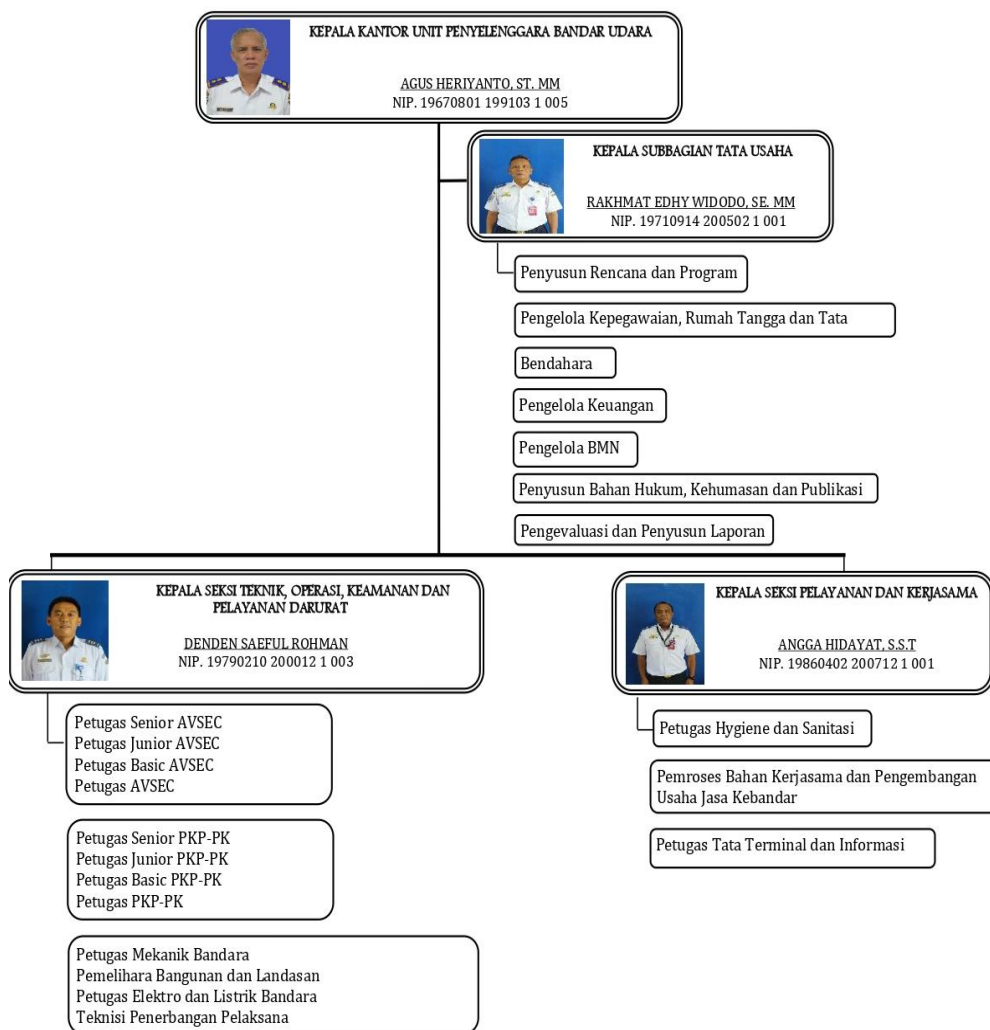 KEPALA KANTOR UNIT PENYELENGGARA BANDAR UDARA
AGUS HERIYANTO, ST. MM
NIP. 19670801 199103 1 005
KEPALA SUBBAGIAN TATA USAHA
RAKHMAT EDHY WIDODO, SE. MM
NIP. 19710914 200502 1 001
Penyusun Rencana dan Program
Pengelola Kepegawaian, Rumah Tangga dan Tata
Bendahara
Pengelola Keuangan
Pengelola BMN
Penyusun Bahan Hukum, Kehumasan dan Publikasi
Pengevaluasi dan Penyusun Laporan
KEPALA SEKSI TEKNIK, OPERASI, KEAMANAN DAN
PELAYANAN DARURAT
DENDEN SAEFUL ROHMAN
NIP. 19790210 200012 1 003
Petugas Senior AVSEC
Petugas Junior AVSEC
Petugas Basic AVSEC
Petugas AVSEC
Petugas Senior PKP-PK
Petugas Junior PKP-PK
Petugas Basic PKP-PK
Petugas PKP-PK
Petugas Mekanik Bandara
Pemelihara Bangunan dan Landasan
Petugas Elektro dan Listrik Bandara
Teknisi Penerbangan Pelaksana
KEPALA SEKSI PELAYANAN DAN KERJASAMA
ANGGA HIDAYAT, S.S.T
NIP. 19860402 200712 1 001
Petugas Hygiene dan Sanitasi
Pemroses Bahan Kerjasama dan Pengembangan
Usaha Jasa Kebandar
Petugas Tata Terminal dan Informasi